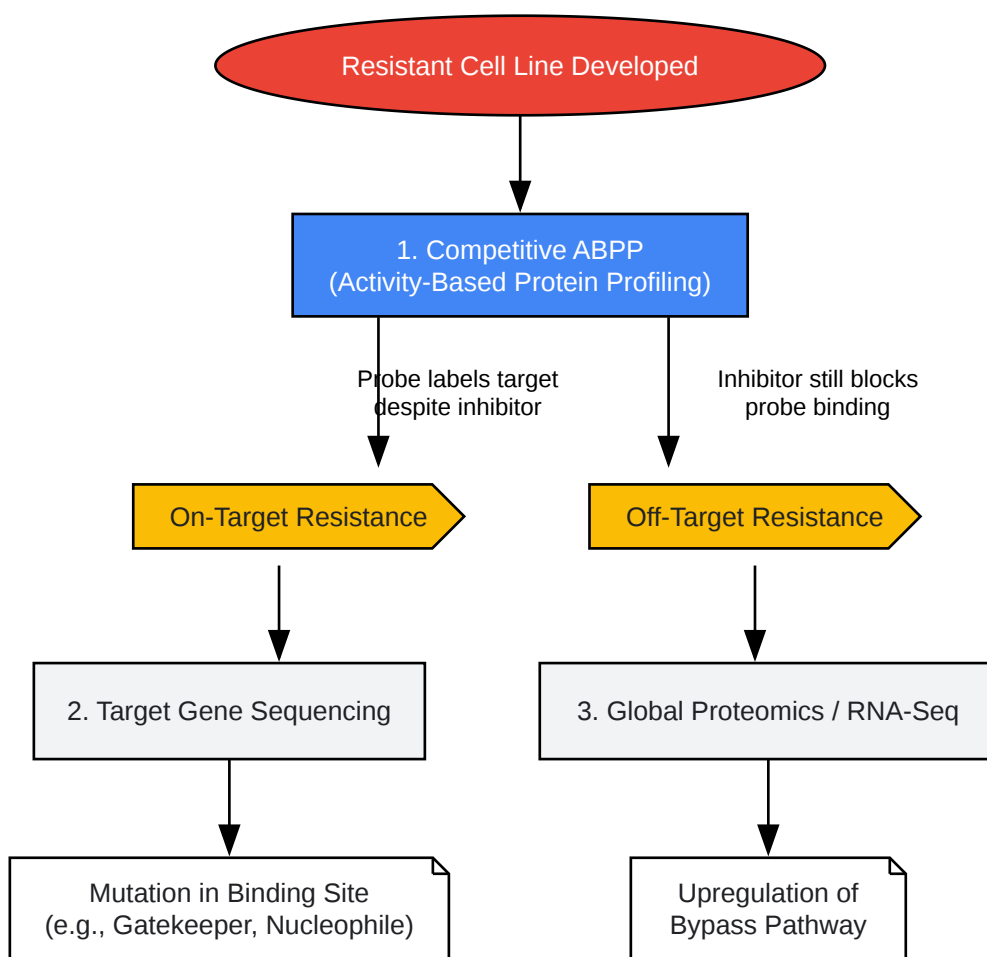 Resistant Cell Line Developed
1. Competitive ABPP
(Activity-Based Protein Profiling)
Probe labels target
despite inhibitor
Inhibitor still blocks
probe binding
On-Target Resistance
Off-Target Resistance
2. Target Gene Sequencing
3. Global Proteomics / RNA-Seq
Mutation in Binding Site
(e.g., Gatekeeper, Nucleophile)
Upregulation of
Bypass Pathway